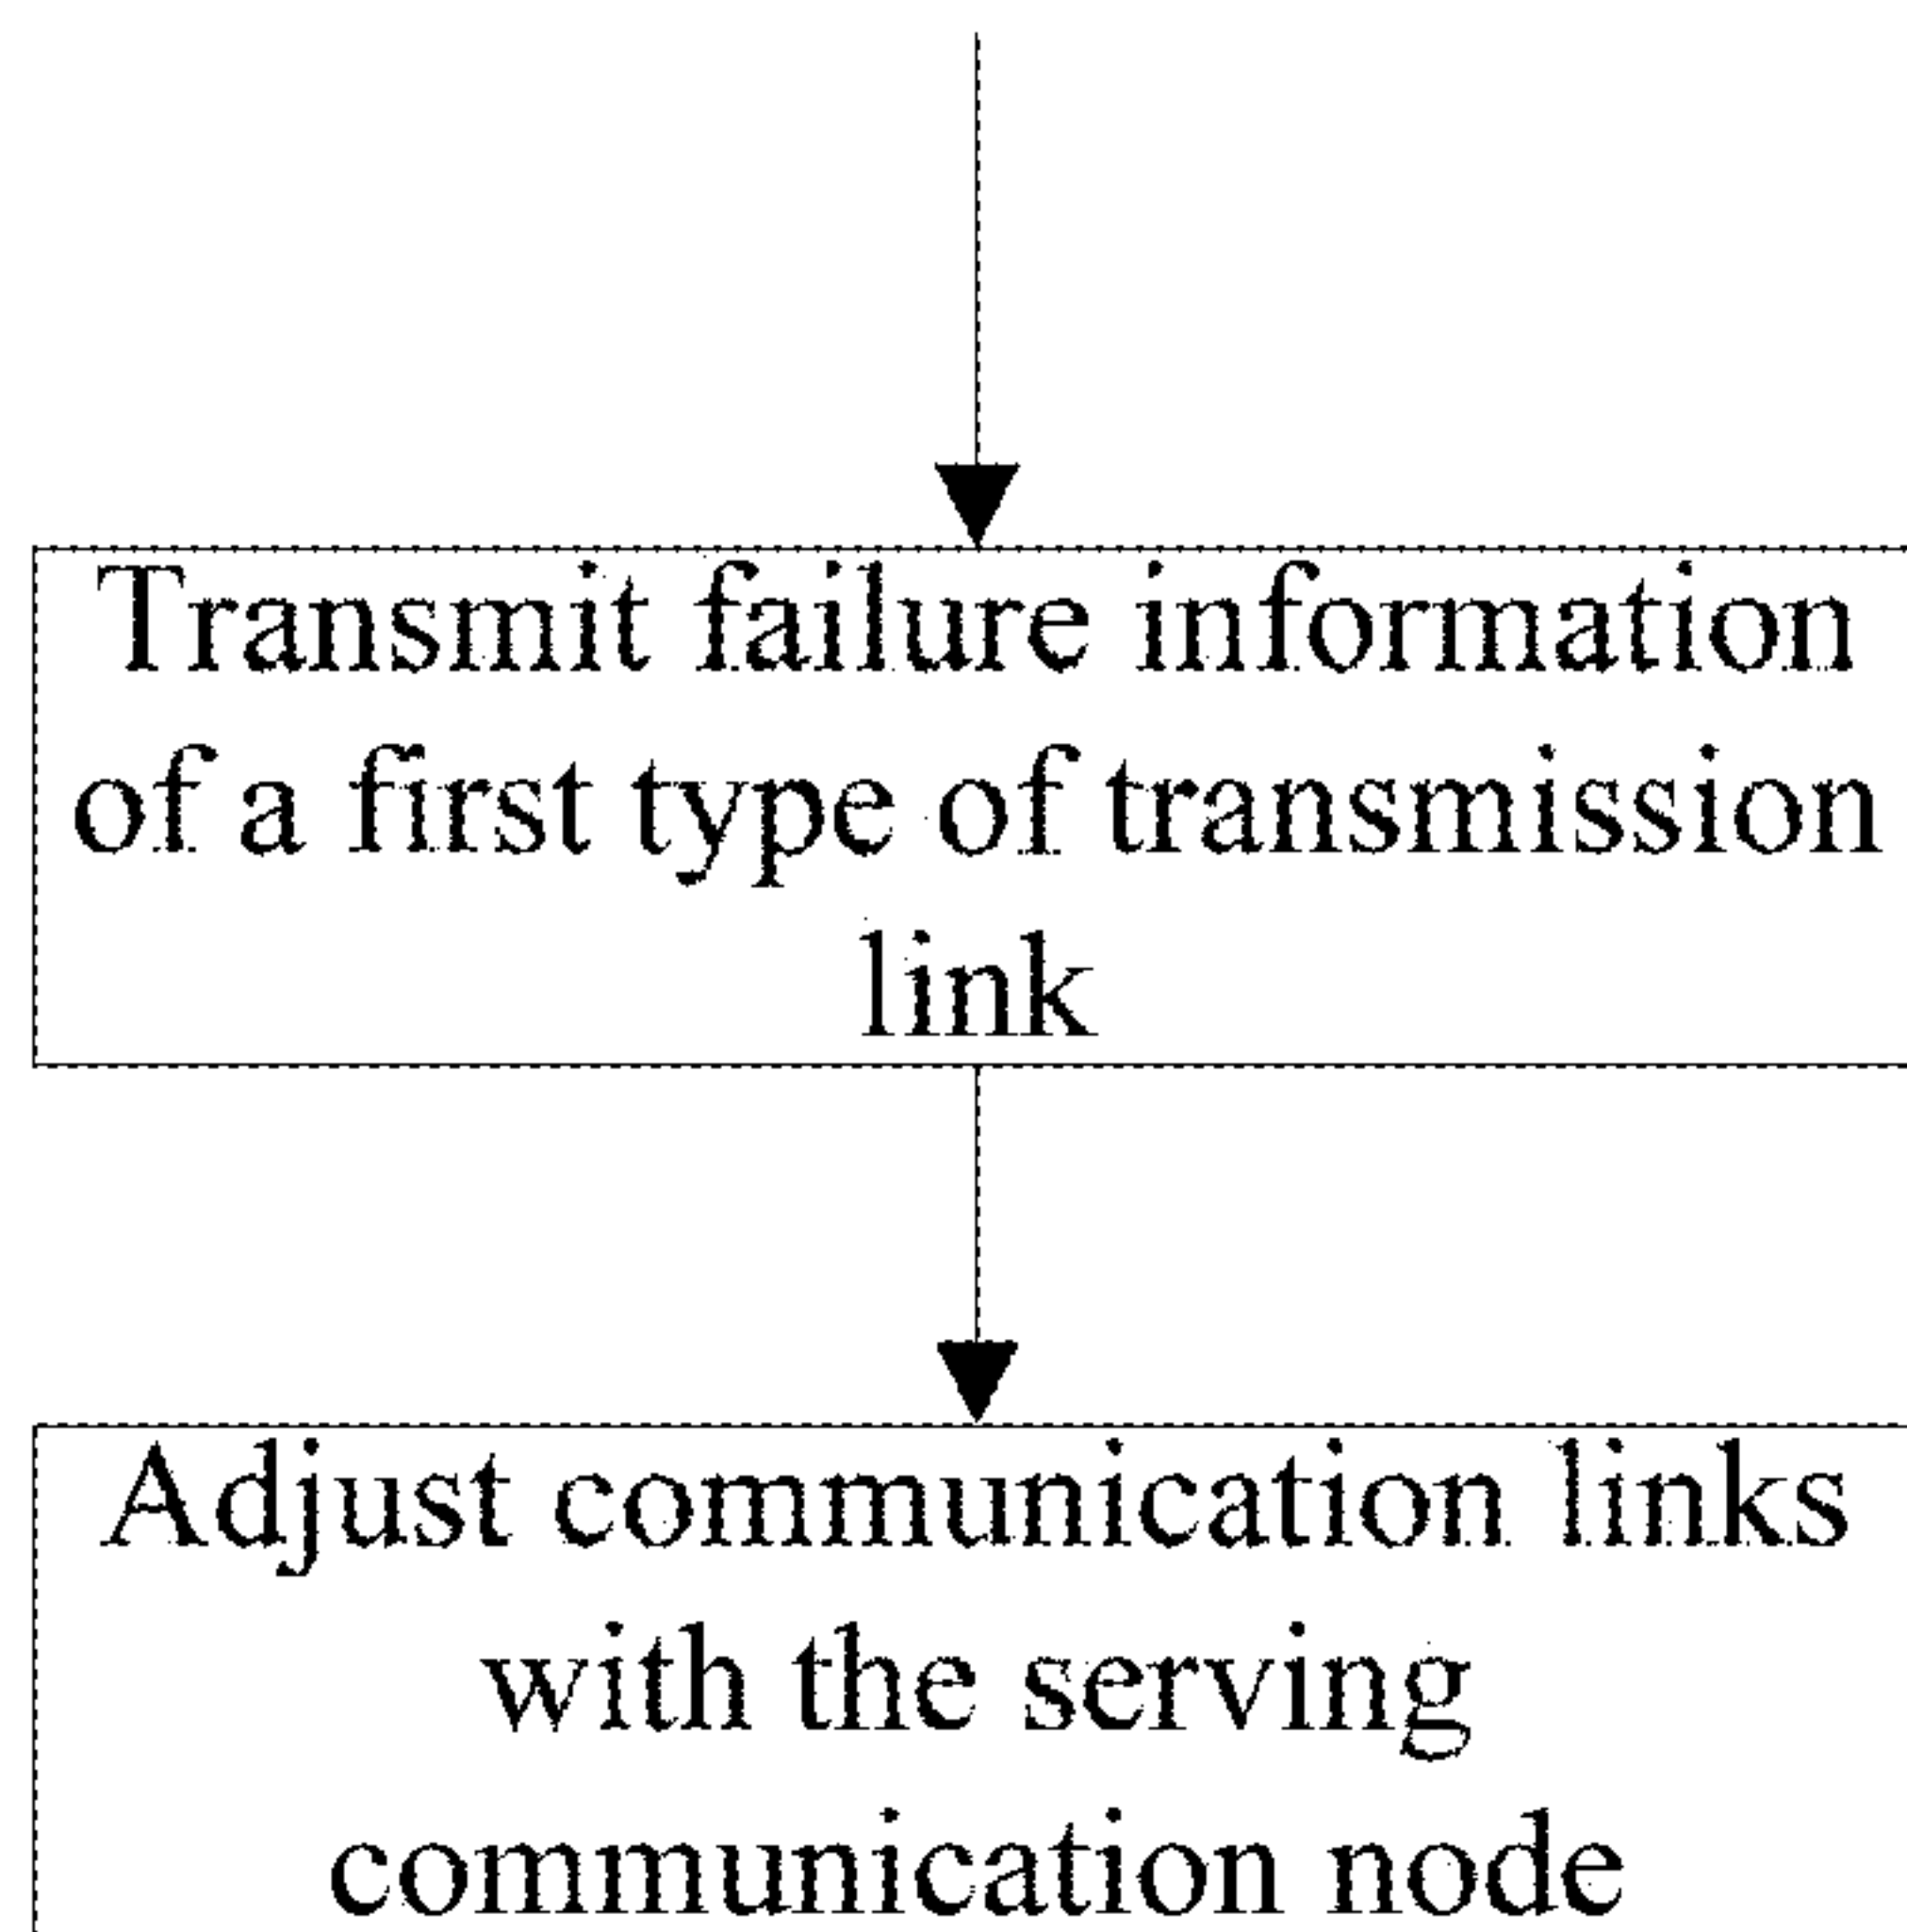 Transmit failure information
of a first type of transmission
link
Adjust communication links
with the serving
communication node